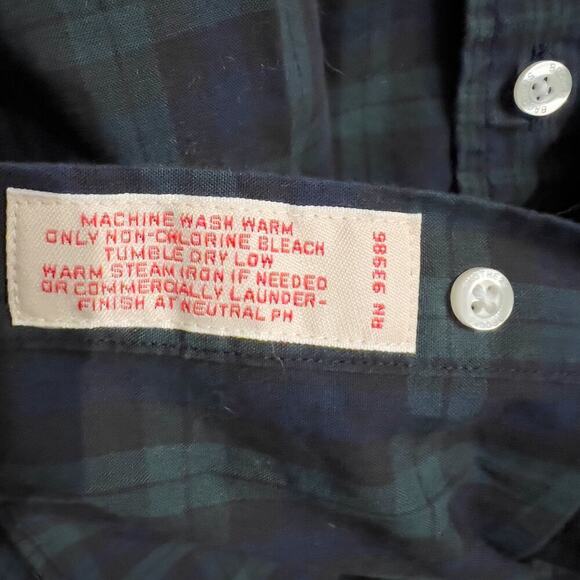 MACHINE WASH WARM
ONLY NON-CHLORINE BLEACH
TUMBLE DRY LOW
WARM STEAM IRON IF NEEDED
OR COMMERCIALLY LAUNDER-
FINISH AT NEUTRAL PH
RN 93986